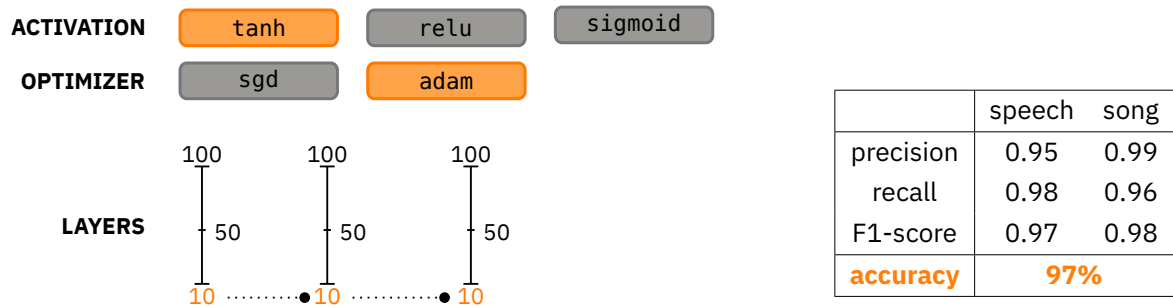 ACTIVATION tanh relu sigmoid
OPTIMIZER sgd adam
100 100 100
LAYERS 50 50 50
10 10 10
speech song
precision 0.95 0.99
recall 0.98 0.96
F1-score 0.97 0.98
accuracy 97%